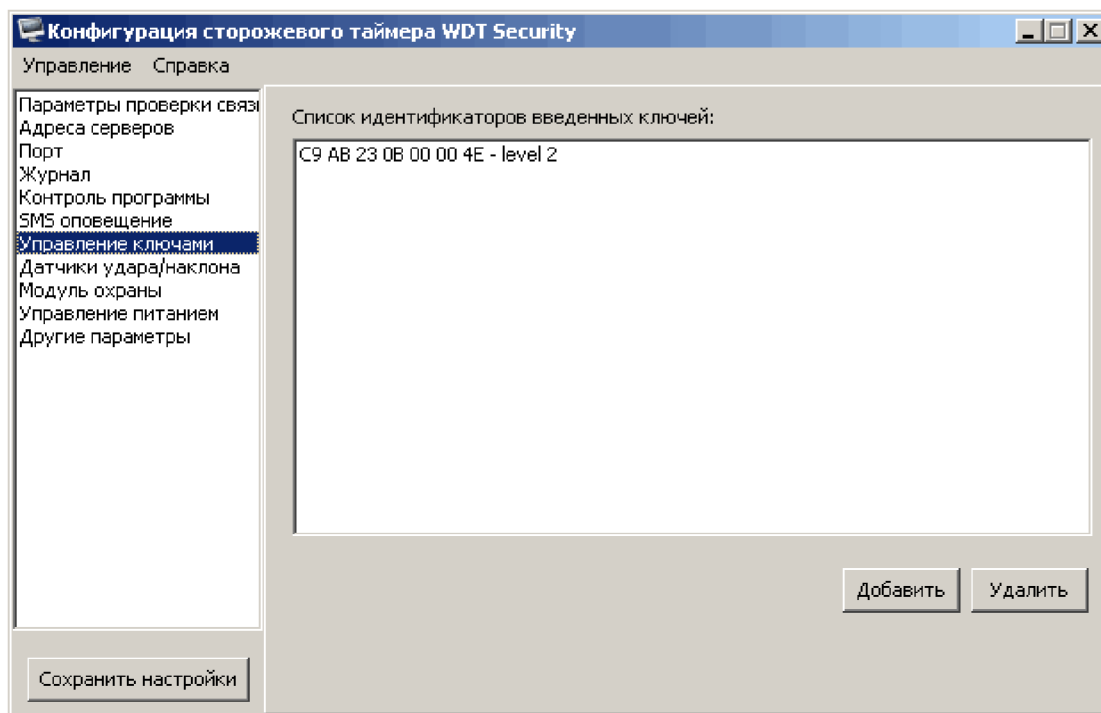 Конфигурация сторожевого таймера WDT Security
Управление Справка
Параметры проверки связи
Адреса серверов
Порт
Журнал
Контроль программы
SMS оповещение
Управление ключами
Датчики удара/наклона
Модуль охраны
Управление питанием
Другие параметры
Сохранить настройки
Список идентификаторов введенных ключей:
C9 AB 23 0B 00 00 4E - level 2
Добавить Удалить